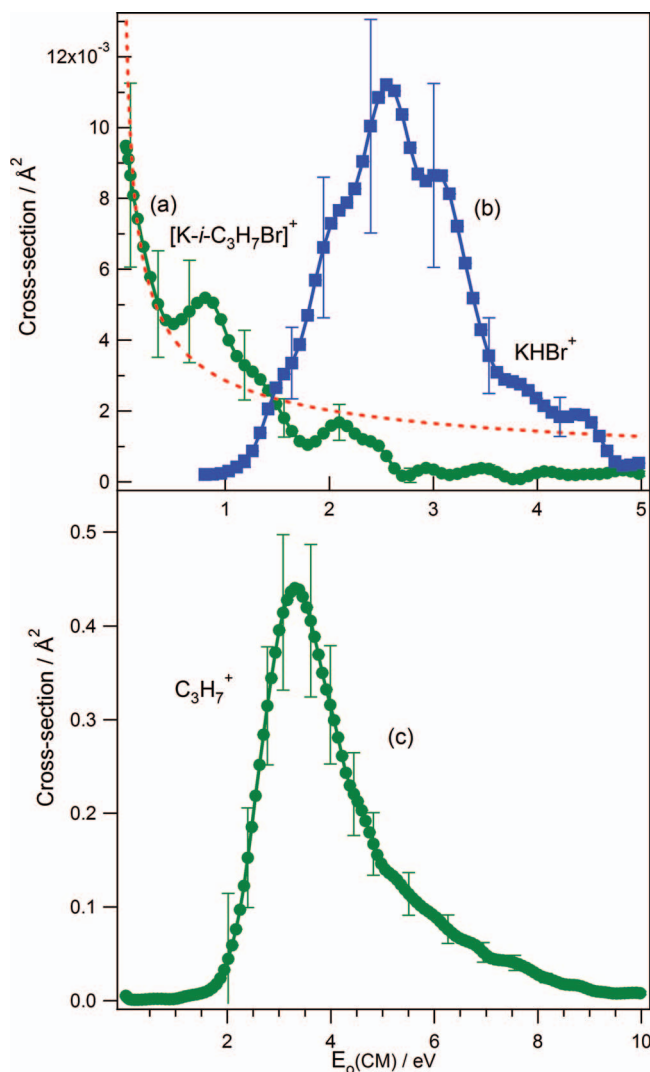 12x10⁻³
10
8
6
4
2
0
Cross-section / Å²
(a)
[K-i-C₃H₇Br]⁺
(b)
KHBr⁺
1
2
3
4
5
0.5
0.4
0.3
0.2
0.1
0.0
Cross-section / Å²
C₃H₇⁺
(c)
2
4
6
8
10
E₀(CM) / eV